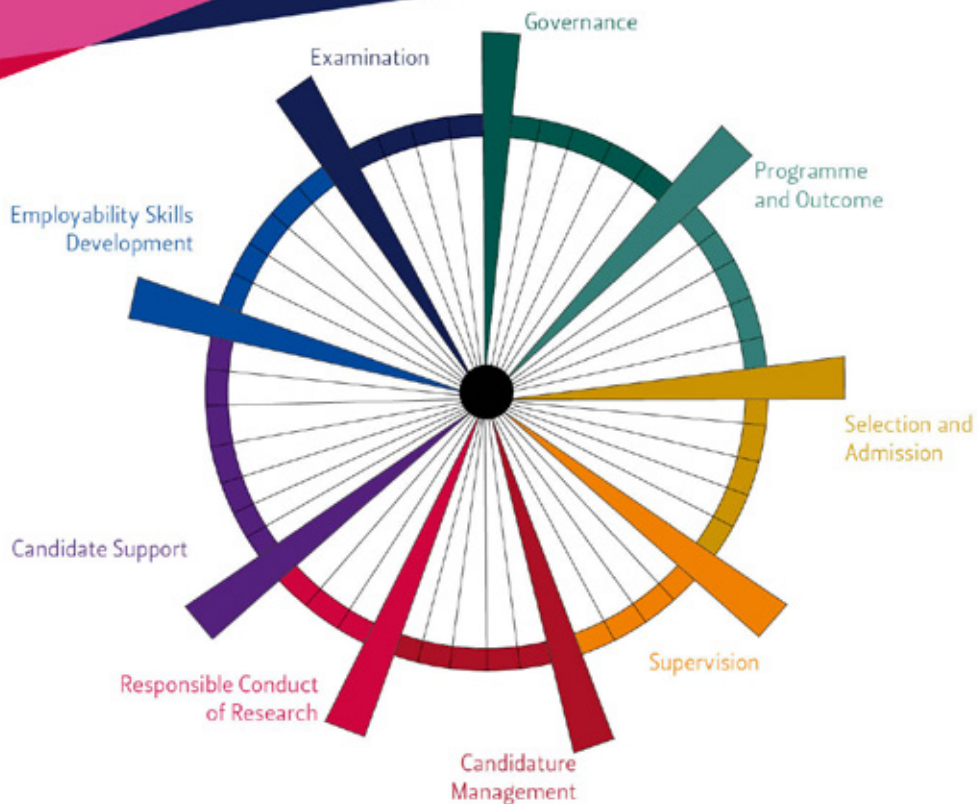 Governance
Programme
and Outcome
Selection and
Admission
Supervision
Candidature
Management
Responsible Conduct
of Research
Candidate Support
Employability Skills
Development
Examination